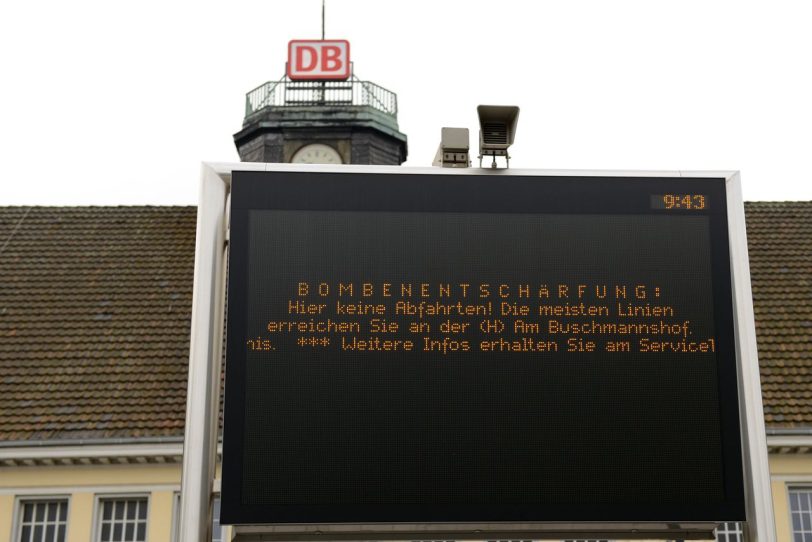 DB
9:43
BOMBENENTSCHÄRFUNG:
Hier keine Abfahrten! Die meisten Linien
erreichen Sie an der (H) Am Buschmannshof.
nis. *** Weitere Infos erhalten Sie am Service